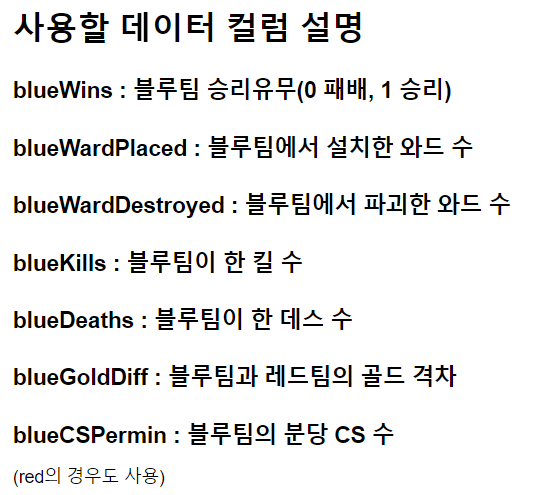 사용할 데이터 컬럼 설명
blueWins : 블루팀 승리유무(0 패배, 1 승리)
blueWardPlaced : 블루팀에서 설치한 와드 수
blueWardDestroyed : 블루팀에서 파괴한 와드 수
blueKills : 블루팀이 한 킬 수
blueDeaths : 블루팀이 한 데스 수
blueGoldDiff : 블루팀과 레드팀의 골드 격차
blueCSPermin : 블루팀의 분당 CS 수
(red의 경우도 사용)